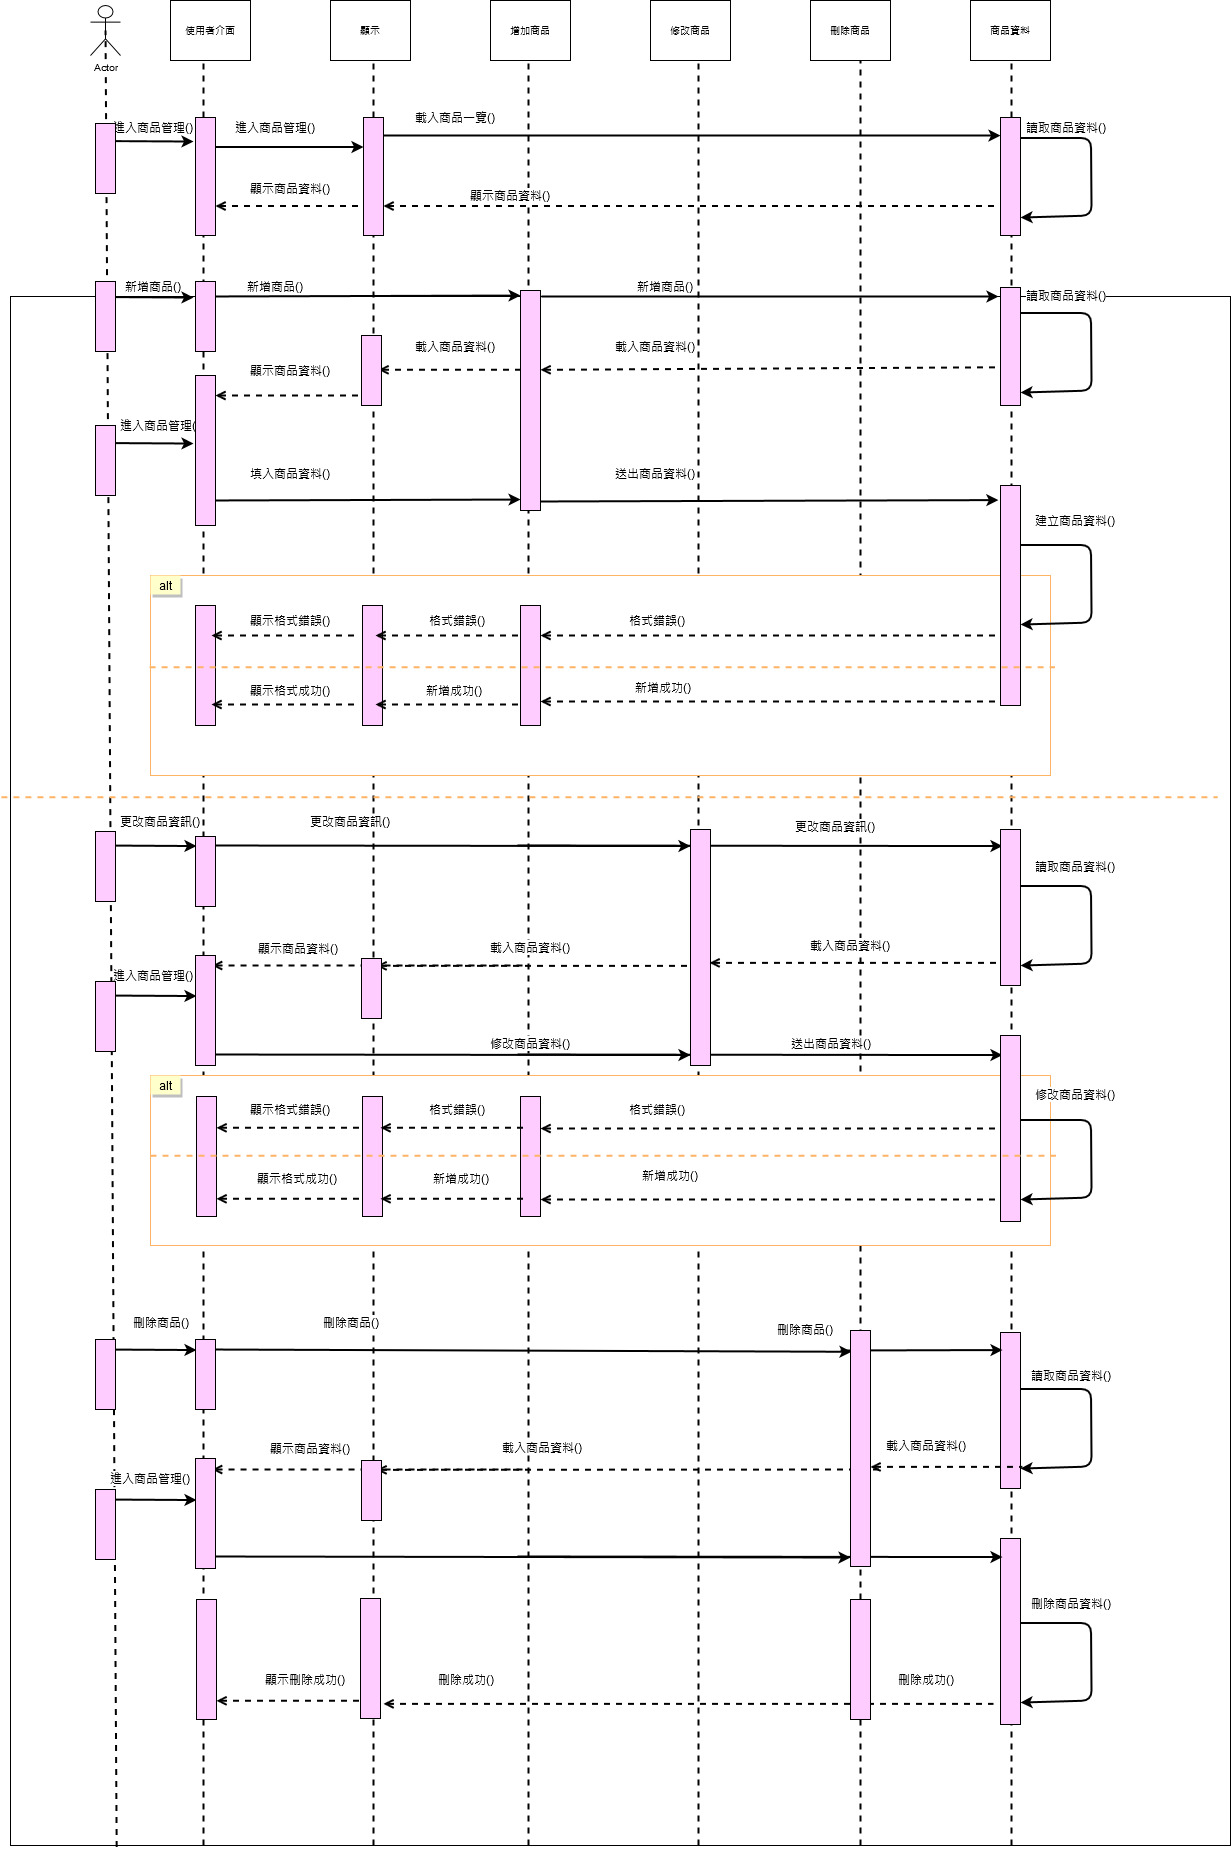 使用者介面
顯示
增加商品
修改商品
刪除商品
商品資料
Actor
載入商品一覽()
進入商品管理()
進入商品管理()
讀取商品資料()
顯示商品資料()
顯示商品資料()
新增商品()
新增商品()
新增商品()
讀取商品資料()
載入商品資料()
載入商品資料()
顯示商品資料()
進入商品管理(
填入商品資料()
送出商品資料()
建立商品資料()
alt
顯示格式錯誤()
格式錯誤()
格式錯誤()
顯示格式成功()
新增成功()
新增成功()
更改商品資訊()
更改商品資訊()
更改商品資訊()
讀取商品資料()
顯示商品資料()
載入商品資料()
載入商品資料()
進入商品管理()
修改商品資料()
送出商品資料()
alt
修改商品資料()
顯示格式錯誤()
格式錯誤()
格式錯誤()
顯示格式成功()
新增成功()
新增成功()
刪除商品()
刪除商品()
刪除商品()
讀取商品資料()
顯示商品資料()
載入商品資料()
載入商品資料()
進入商品管理()
刪除商品資料()
顯示刪除成功()
刪除成功()
刪除成功()